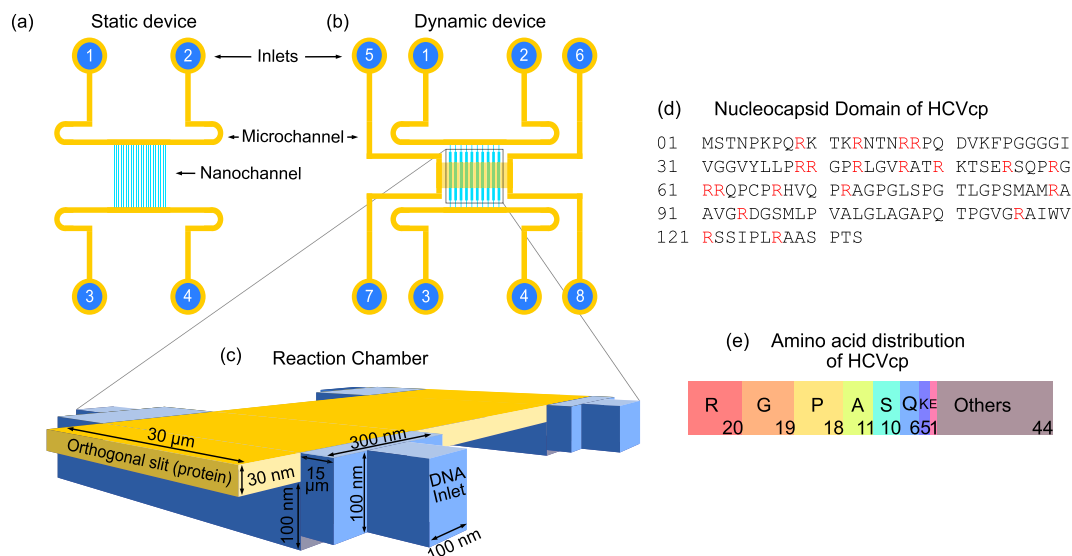 (a)
Static device
(b)
Dynamic device
1
2
Inlets
5
1
2
6
Microchannel
Nanochannel
3
4
7
3
4
8
(c)
Reaction Chamber
30 µm
300 nm
Orthogonal slit (protein)
30 nm
15 µm
100 nm
100 nm
DNA
Inlet
100 nm
(d)
Nucleocapsid Domain of HCVcp
01 MSTNPKPQRK TKRNTNRRPQ DVKFPGGGGI
31 VGGVYLLPRR GPRLGVRATR KTSERSQPRG
61 RRQPCPRHVQ PRAGPGLSPG TLGPSMAMRA
91 AVGRDGSMLP VALGLAGAPQ TPGVGRAIWV
121 RSSIPLRAAS PTS
(e)
Amino acid distribution
of HCVcp
R G P A S Q K E Others
20 19 18 11 10 6 5 1 44